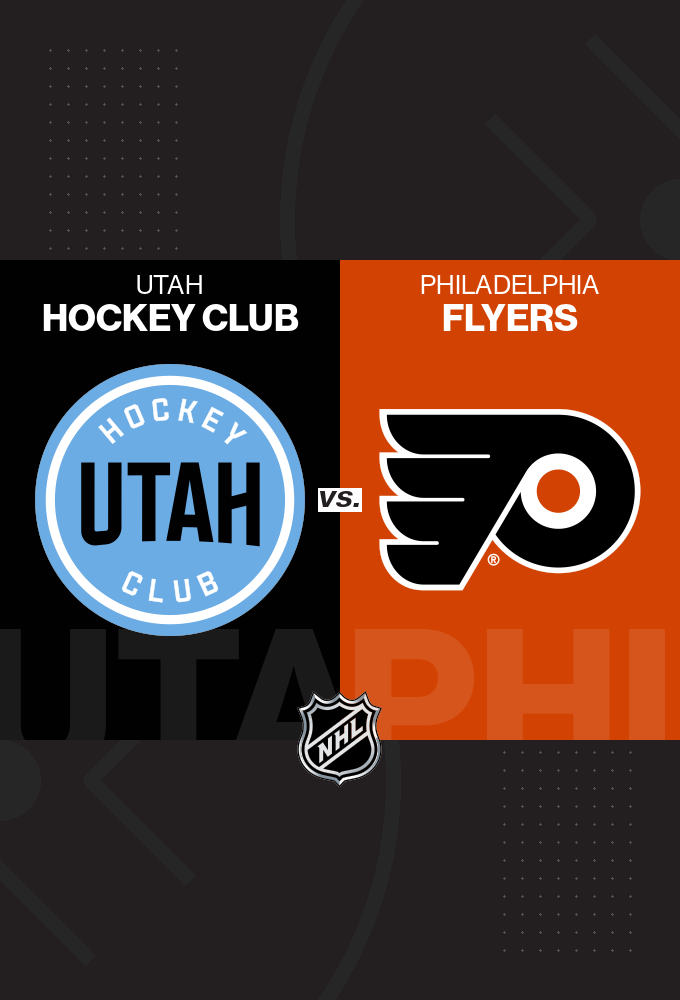 UTAH
HOCKEY CLUB
PHILADELPHIA
FLYERS
HOCKEY
UTAH
CLUB
vs.
®
UTA
PHI
NHL